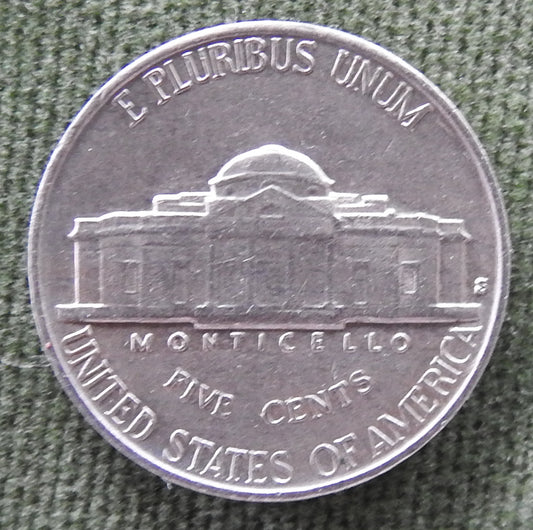 E PLURIBUS UNUM
MONTICELLO
FIVE CENTS
UNITED STATES OF AMERICA